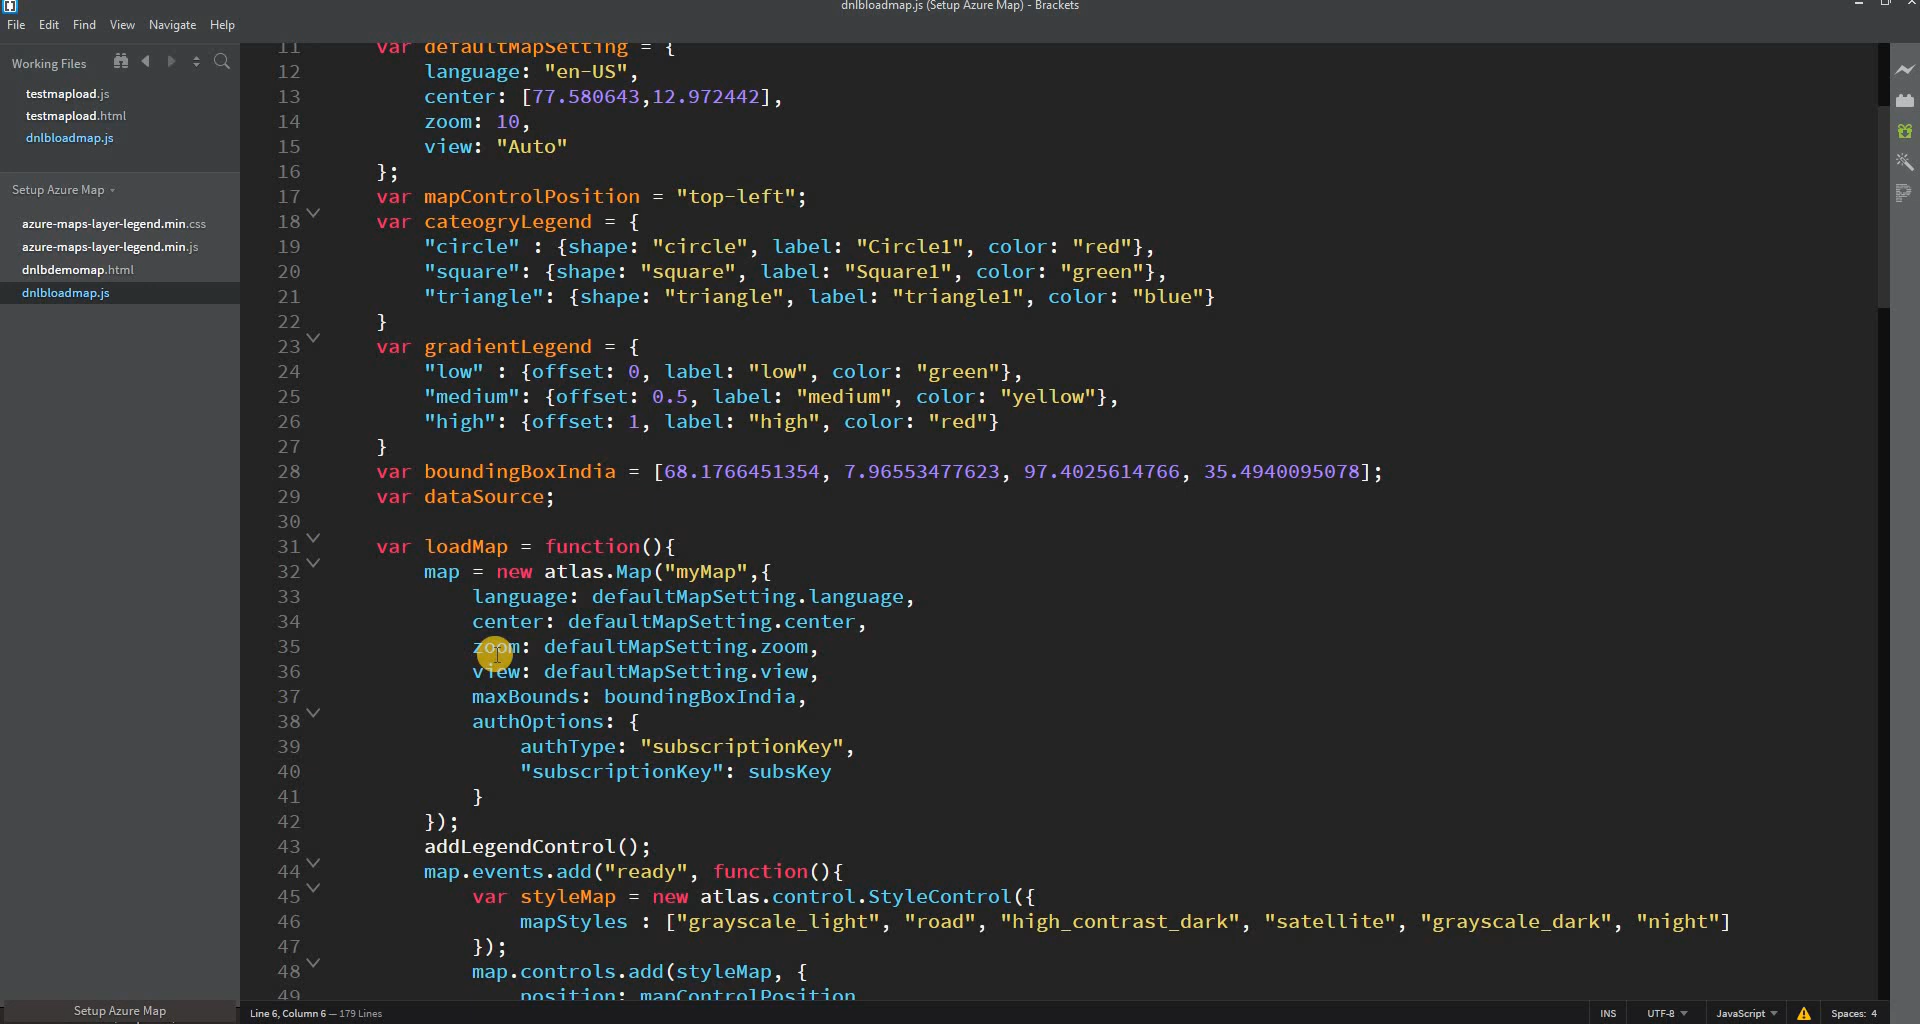 dnlbloadmap.js (Setup Azure Map) - Brackets
File Edit Find View Navigate Help
Working Files
testmapload.js
testmapload.html
dnlbloadmap.js
Setup Azure Map
azure-maps-layer-legend.min.css
azure-maps-layer-legend.min.js
dnlbdemomap.html
dnlbloadmap.js
11 var defaultMapSetting = {
12 language: "en-US",
13 center: [77.580643,12.972442],
14 zoom: 10,
15 view: "Auto"
16 };
17 var mapControlPosition = "top-left";
18 var cateogryLegend = {
19 "circle" : {shape: "circle", label: "Circle1", color: "red"},
20 "square": {shape: "square", label: "Square1", color: "green"},
21 "triangle": {shape: "triangle", label: "triangle1", color: "blue"}
22 }
23 var gradientLegend = {
24 "low" : {offset: 0, label: "low", color: "green"},
25 "medium": {offset: 0.5, label: "medium", color: "yellow"},
26 "high": {offset: 1, label: "high", color: "red"}
27 }
28 var boundingBoxIndia = [68.1766451354, 7.96553477623, 97.4025614766, 35.4940095078];
29 var dataSource;
30
31 var loadMap = function(){
32 map = new atlas.Map("myMap",{
33 language: defaultMapSetting.language,
34 center: defaultMapSetting.center,
35 zoom: defaultMapSetting.zoom,
36 view: defaultMapSetting.view,
37 maxBounds: boundingBoxIndia,
38 authOptions: {
39 authType: "subscriptionKey",
40 "subscriptionKey": subsKey
41 }
42 });
43 addLegendControl();
44 map.events.add("ready", function(){
45 var styleMap = new atlas.control.StyleControl({
46 mapStyles : ["grayscale_light", "road", "high_contrast_dark", "satellite", "grayscale_dark", "night"]
47 });
48 map.controls.add(styleMap, {
49 position: mapControlPosition
Setup Azure Map
Line 6, Column 6 — 179 Lines
INS UTF-8 JavaScript Spaces: 4